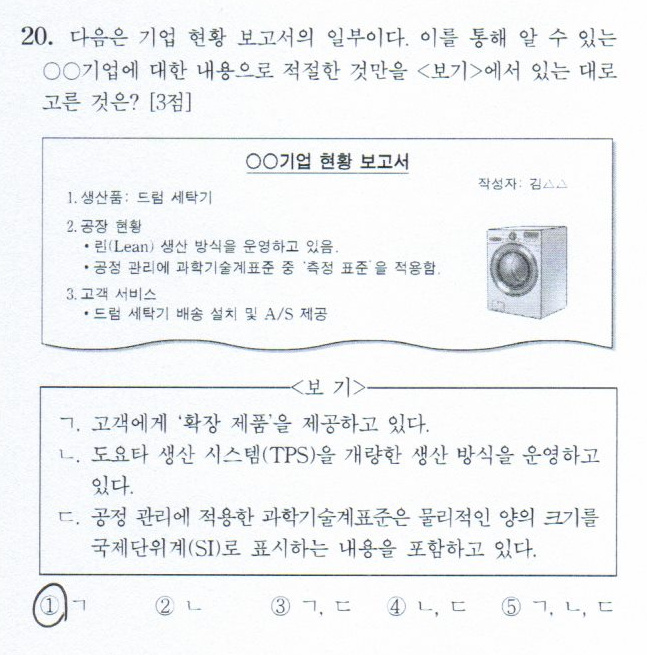 20. 다음은 기업 현황 보고서의 일부이다. 이를 통해 알 수 있는
○○기업에 대한 내용으로 적절한 것만을 <보기>에서 있는 대로
고른 것은? [3점]
○○기업 현황 보고서
작성자: 김△△
1. 생산품: 드럼 세탁기
2. 공장 현황
• 린(Lean) 생산 방식을 운영하고 있음.
• 공정 관리에 과학기술계표준 중 '측정 표준'을 적용함.
3. 고객 서비스
• 드럼 세탁기 배송 설치 및 A/S 제공
<보 기>
ㄱ. 고객에게 '확장 제품'을 제공하고 있다.
ㄴ. 도요타 생산 시스템(TPS)을 개량한 생산 방식을 운영하고
있다.
ㄷ. 공정 관리에 적용한 과학기술계표준은 물리적인 양의 크기를
국제단위계(SI)로 표시하는 내용을 포함하고 있다.
① ㄱ ② ㄴ ③ ㄱ, ㄷ ④ ㄴ, ㄷ ⑤ ㄱ, ㄴ, ㄷ